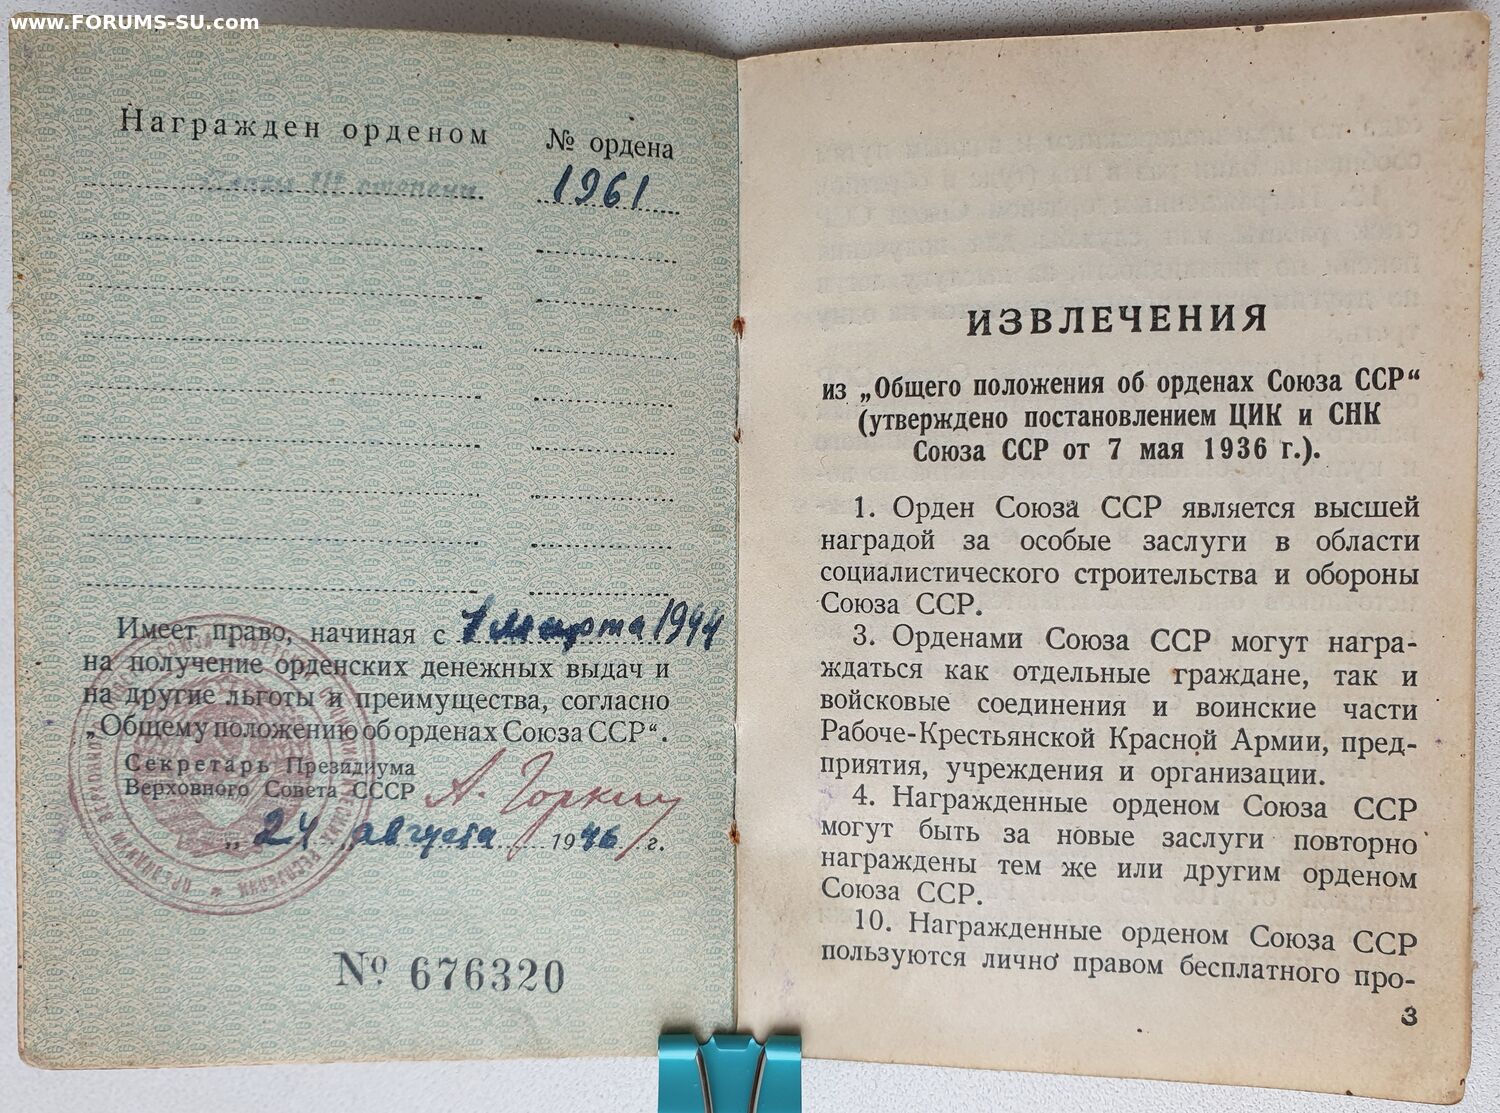 www.FORUMS-SU.com
Награжден орденом
№ ордена
Славы III степени.
1961
Имеет право, начиная с 1 марта 1944
на получение орденских денежных выдач и
на другие льготы и преимущества, согласно
„Общему положению об орденах Союза ССР“.
Секретарь Президиума
Верховного Совета СССР
А. Горкин
„24 августа 1946 г.
№ 676320
ИЗВЛЕЧЕНИЯ
из „Общего положения об орденах Союза ССР“
(утверждено постановлением ЦИК и СНК
Союза ССР от 7 мая 1936 г.).
1. Орден Союза ССР является высшей
наградой за особые заслуги в области
социалистического строительства и обороны
Союза ССР.
3. Орденами Союза ССР могут награ-
ждаться как отдельные граждане, так и
войсковые соединения и воинские части
Рабоче-Крестьянской Красной Армии, пред-
приятия, учреждения и организации.
4. Награжденные орденом Союза ССР
могут быть за новые заслуги повторно
награждены тем же или другим орденом
Союза ССР.
10. Награжденные орденом Союза ССР
пользуются лично правом бесплатного про-
3